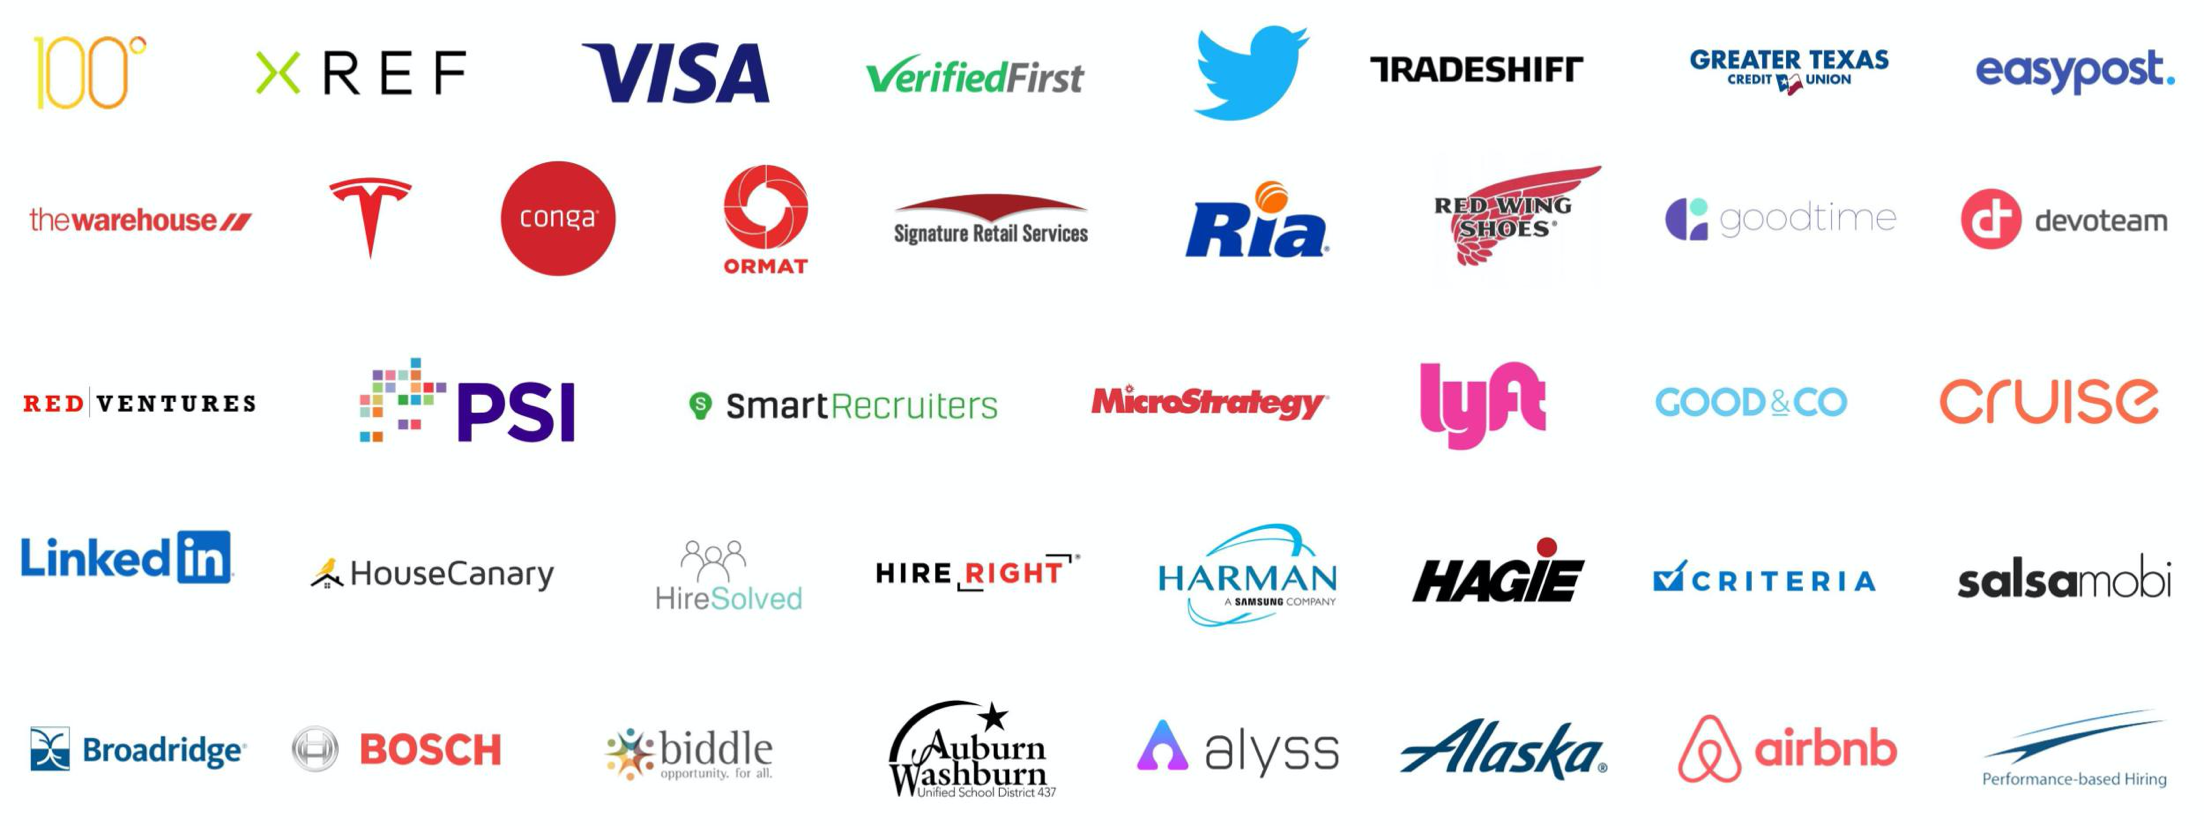 100°
XREF
VISA
VerifiedFirst
TRADESHIFT
GREATER TEXAS
CREDIT UNION
easypost.
thewarehouse
conga
ORMAT
Signature Retail Services
Ria
RED WING
SHOES®
goodtime
devoteam
RED VENTURES
PSI
S SmartRecruiters
MicroStrategy
lyft
GOOD&CO
cruise
Linked in
HouseCanary
HireSolved
HIRE RIGHT®
HARMAN
A SAMSUNG COMPANY
HAGIE
CRITERIA
salsamobi
Broadridge
BOSCH
biddle
opportunity. for all.
Auburn
Washburn
Unified School District 437
alyss
Alaska®
airbnb
Performance-based Hiring